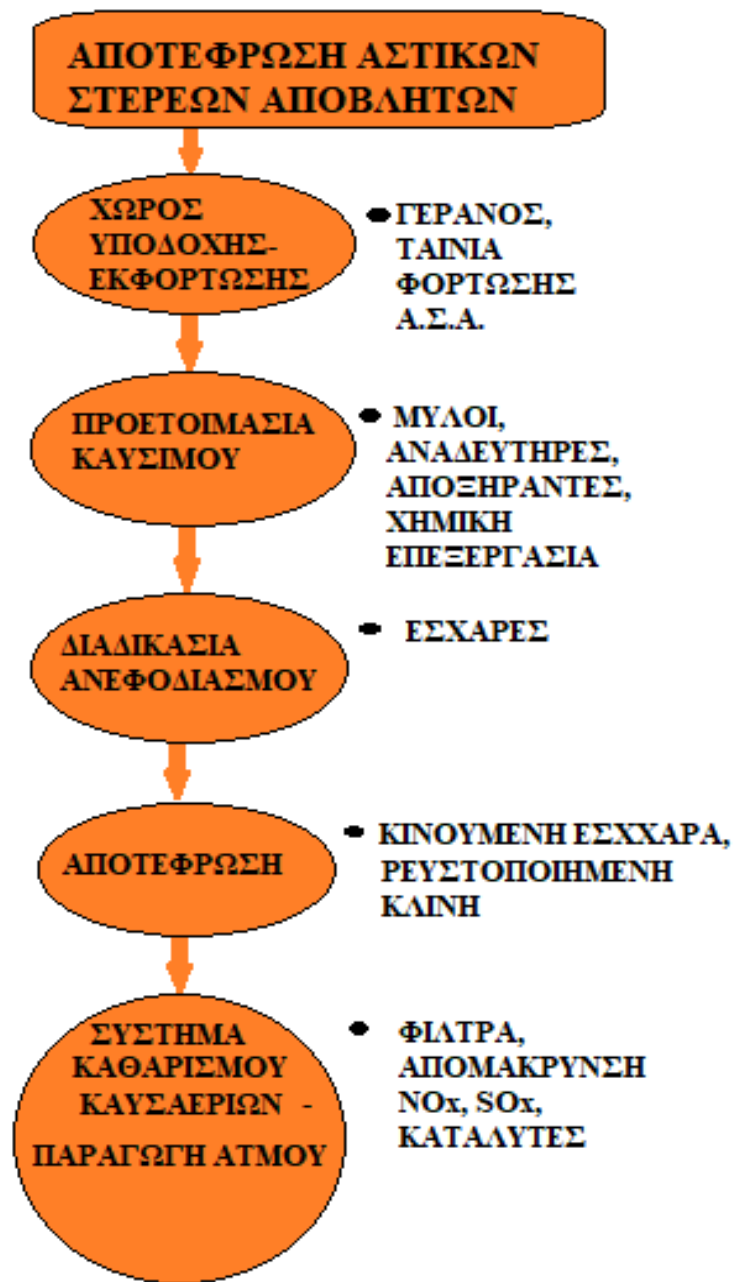 ΑΠΟΤΕΦΡΩΣΗ ΑΣΤΙΚΩΝ
ΣΤΕΡΕΩΝ ΑΠΟΒΛΗΤΩΝ
ΧΩΡΟΣ
ΥΠΟΔΟΧΗΣ-
ΕΚΦΟΡΤΩΣΗΣ
ΓΕΡΑΝΟΣ,
ΤΑΙΝΙΑ
ΦΟΡΤΩΣΗΣ
Α.Σ.Α.
ΠΡΟΕΤΟΙΜΑΣΙΑ
ΚΑΥΣΙΜΟΥ
ΜΥΛΟΙ,
ΑΝΑΔΕΥΤΗΡΕΣ,
ΑΠΟΞΗΡΑΝΤΕΣ,
ΧΗΜΙΚΗ
ΕΠΕΞΕΡΓΑΣΙΑ
ΔΙΑΔΙΚΑΣΙΑ
ΑΝΕΦΟΔΙΑΣΜΟΥ
ΕΣΧΑΡΕΣ
ΑΠΟΤΕΦΡΩΣΗ
ΚΙΝΟΥΜΕΝΗ ΕΣΧΧΑΡΑ,
ΡΕΥΣΤΟΠΟΙΗΜΕΝΗ
ΚΛΙΝΗ
ΣΥΣΤΗΜΑ
ΚΑΘΑΡΙΣΜΟΥ
ΚΑΥΣΑΕΡΙΩΝ -
ΠΑΡΑΓΩΓΗ ΑΤΜΟΥ
ΦΙΛΤΡΑ,
ΑΠΟΜΑΚΡΥΝΣΗ
NOx, SOx,
ΚΑΤΑΛΥΤΕΣ